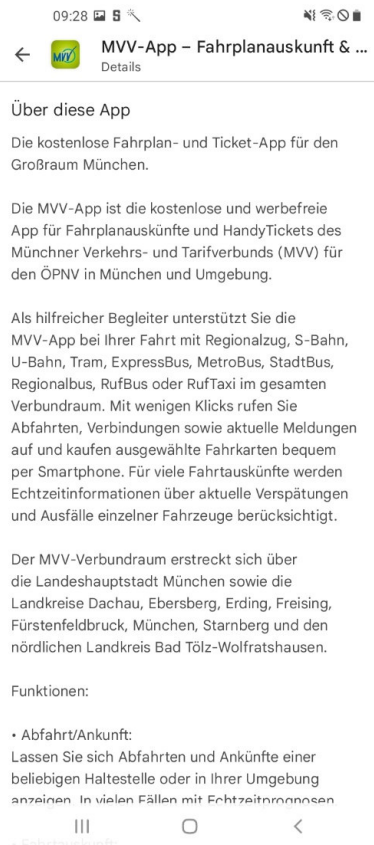 09:28
MVV-App – Fahrplanauskunft & ...
Details
MVV
Über diese App
Die kostenlose Fahrplan- und Ticket-App für den
Großraum München.
Die MVV-App ist die kostenlose und werbefreie
App für Fahrplanauskünfte und HandyTickets des
Münchner Verkehrs- und Tarifverbunds (MVV) für
den ÖPNV in München und Umgebung.
Als hilfreicher Begleiter unterstützt Sie die
MVV-App bei Ihrer Fahrt mit Regionalzug, S-Bahn,
U-Bahn, Tram, ExpressBus, MetroBus, StadtBus,
Regionalbus, RufBus oder RufTaxi im gesamten
Verbundraum. Mit wenigen Klicks rufen Sie
Abfahrten, Verbindungen sowie aktuelle Meldungen
auf und kaufen ausgewählte Fahrkarten bequem
per Smartphone. Für viele Fahrtauskünfte werden
Echtzeitinformationen über aktuelle Verspätungen
und Ausfälle einzelner Fahrzeuge berücksichtigt.
Der MVV-Verbundraum erstreckt sich über
die Landeshauptstadt München sowie die
Landkreise Dachau, Ebersberg, Erding, Freising,
Fürstenfeldbruck, München, Starnberg und den
nördlichen Landkreis Bad Tölz-Wolfratshausen.
Funktionen:
• Abfahrt/Ankunft:
Lassen Sie sich Abfahrten und Ankünfte einer
beliebigen Haltestelle oder in Ihrer Umgebung
anzeigen. In vielen Fällen mit Echtzeitprognosen